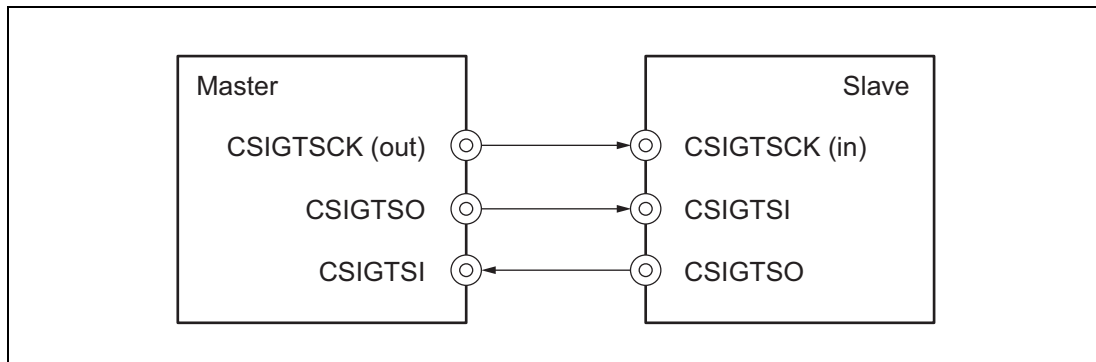 Master Slave
CSIGTSCK (out) CSIGTSCK (in)
CSIGTSO CSIGTSI
CSIGTSI CSIGTSO